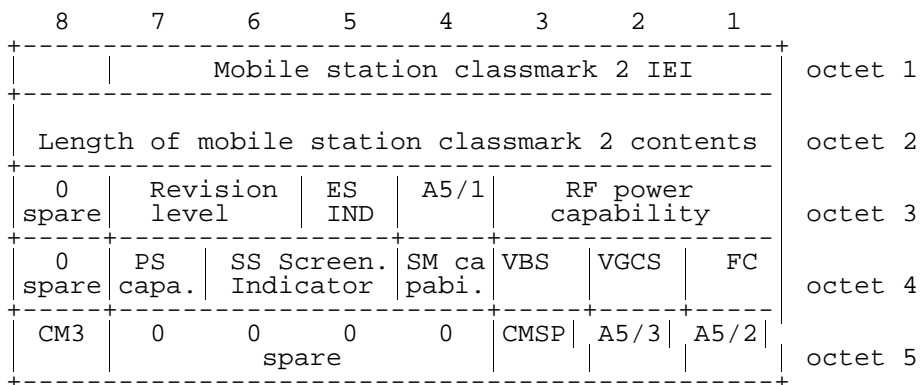 8 7 6 5 4 3 2 1
Mobile station classmark 2 IEI octet 1
Length of mobile station classmark 2 contents octet 2
0 Revision ES A5/1 RF power
spare level IND capability octet 3
0 PS SS Screen. SM ca VBS VGCS FC
spare capa. Indicator pabi. octet 4
CM3 0 0 0 0 CMSP A5/3 A5/2
spare octet 5